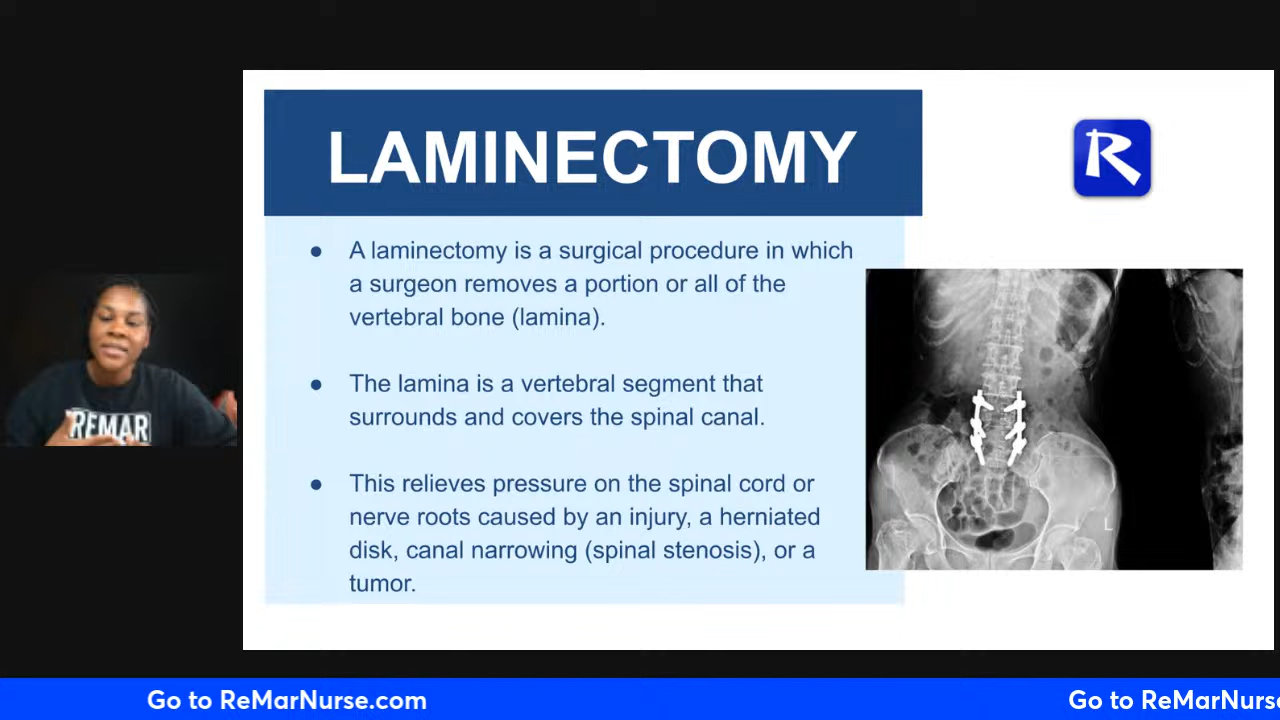 LAMINECTOMY
R
● A laminectomy is a surgical procedure in which
a surgeon removes a portion or all of the
vertebral bone (lamina).
● The lamina is a vertebral segment that
surrounds and covers the spinal canal.
● This relieves pressure on the spinal cord or
nerve roots caused by an injury, a herniated
disk, canal narrowing (spinal stenosis), or a
tumor.
REMAR
L
Go to ReMarNurse.com
Go to ReMarNurse